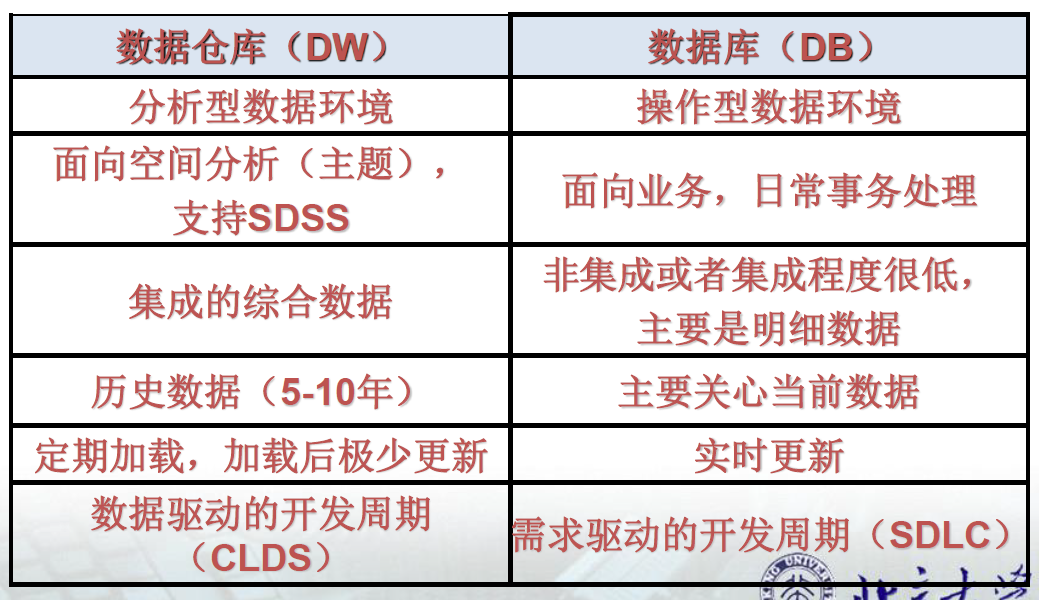 数据仓库（DW）
数据库（DB）
分析型数据环境
操作型数据环境
面向空间分析（主题），
支持SDSS
面向业务，日常事务处理
集成的综合数据
非集成或者集成程度很低，
主要是明细数据
历史数据（5-10年）
主要关心当前数据
定期加载，加载后极少更新
实时更新
数据驱动的开发周期
（CLDS）
需求驱动的开发周期（SDLC）